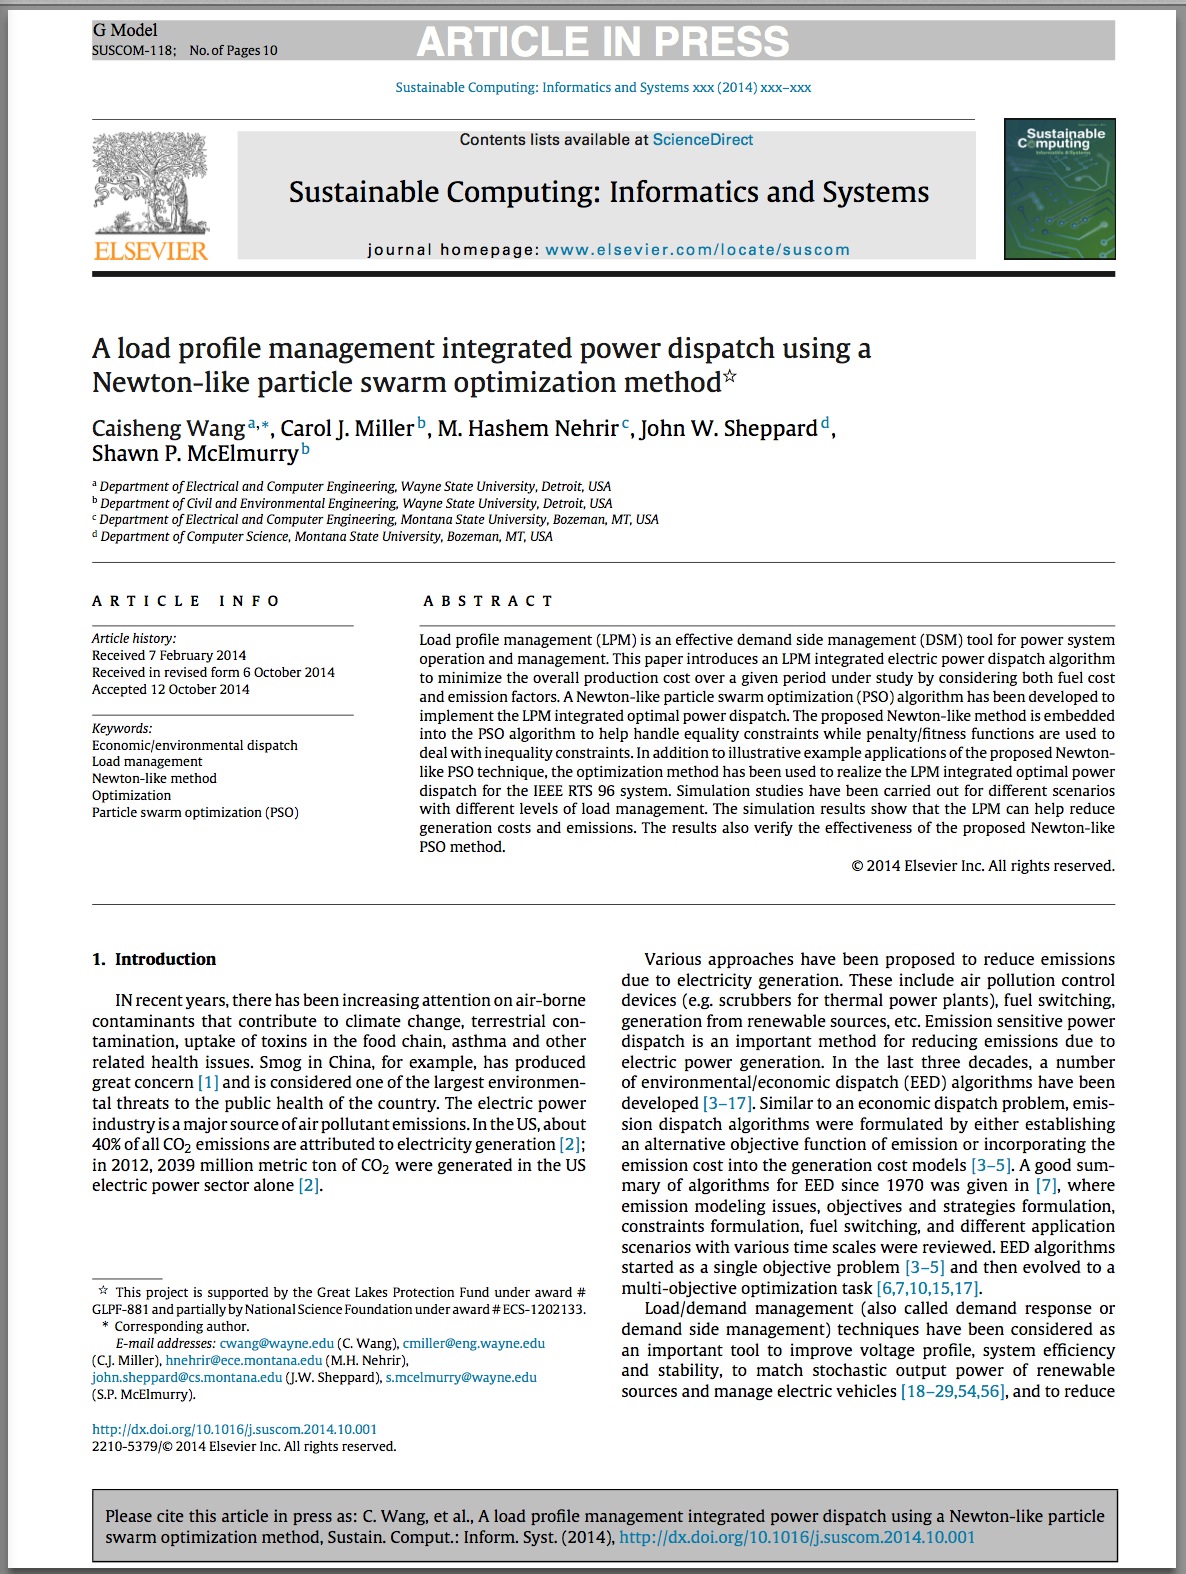 G Model
SUSCOM-118; No. of Pages 10
ARTICLE IN PRESS
Sustainable Computing: Informatics and Systems xxx (2014) xxx–xxx
Contents lists available at ScienceDirect
Sustainable Computing: Informatics and Systems
journal homepage: www.elsevier.com/locate/suscom
ELSEVIER
Sustainable
Computing
Informatics & Systems
A load profile management integrated power dispatch using a
Newton-like particle swarm optimization method☆
Caisheng Wang a,*, Carol J. Miller b, M. Hashem Nehrir c, John W. Sheppard d,
Shawn P. McElmurry b
a Department of Electrical and Computer Engineering, Wayne State University, Detroit, USA
b Department of Civil and Environmental Engineering, Wayne State University, Detroit, USA
c Department of Electrical and Computer Engineering, Montana State University, Bozeman, MT, USA
d Department of Computer Science, Montana State University, Bozeman, MT, USA
ARTICLE INFO
Article history:
Received 7 February 2014
Received in revised form 6 October 2014
Accepted 12 October 2014
Keywords:
Economic/environmental dispatch
Load management
Newton-like method
Optimization
Particle swarm optimization (PSO)
ABSTRACT
Load profile management (LPM) is an effective demand side management (DSM) tool for power system
operation and management. This paper introduces an LPM integrated electric power dispatch algorithm
to minimize the overall production cost over a given period under study by considering both fuel cost
and emission factors. A Newton-like particle swarm optimization (PSO) algorithm has been developed to
implement the LPM integrated optimal power dispatch. The proposed Newton-like method is embedded
into the PSO algorithm to help handle equality constraints while penalty/fitness functions are used to
deal with inequality constraints. In addition to illustrative example applications of the proposed Newton-
like PSO technique, the optimization method has been used to realize the LPM integrated optimal power
dispatch for the IEEE RTS 96 system. Simulation studies have been carried out for different scenarios
with different levels of load management. The simulation results show that the LPM can help reduce
generation costs and emissions. The results also verify the effectiveness of the proposed Newton-like
PSO method.
© 2014 Elsevier Inc. All rights reserved.
1. Introduction
IN recent years, there has been increasing attention on air-borne
contaminants that contribute to climate change, terrestrial con-
tamination, uptake of toxins in the food chain, asthma and other
related health issues. Smog in China, for example, has produced
great concern [1] and is considered one of the largest environmen-
tal threats to the public health of the country. The electric power
industry is a major source of air pollutant emissions. In the US, about
40% of all CO2 emissions are attributed to electricity generation [2];
in 2012, 2039 million metric ton of CO2 were generated in the US
electric power sector alone [2].
☆ This project is supported by the Great Lakes Protection Fund under award #
GLPF-881 and partially by National Science Foundation under award # ECS-1202133.
* Corresponding author.
E-mail addresses: cwang@wayne.edu (C. Wang), cmiller@eng.wayne.edu
(C.J. Miller), hnehrir@ece.montana.edu (M.H. Nehrir),
john.sheppard@cs.montana.edu (J.W. Sheppard), s.mcelmurry@wayne.edu
(S.P. McElmurry).
http://dx.doi.org/10.1016/j.suscom.2014.10.001
2210-5379/© 2014 Elsevier Inc. All rights reserved.
Various approaches have been proposed to reduce emissions
due to electricity generation. These include air pollution control
devices (e.g. scrubbers for thermal power plants), fuel switching,
generation from renewable sources, etc. Emission sensitive power
dispatch is an important method for reducing emissions due to
electric power generation. In the last three decades, a number
of environmental/economic dispatch (EED) algorithms have been
developed [3–17]. Similar to an economic dispatch problem, emis-
sion dispatch algorithms were formulated by either establishing
an alternative objective function of emission or incorporating the
emission cost into the generation cost models [3–5]. A good sum-
mary of algorithms for EED since 1970 was given in [7], where
emission modeling issues, objectives and strategies formulation,
constraints formulation, fuel switching, and different application
scenarios with various time scales were reviewed. EED algorithms
started as a single objective problem [3–5] and then evolved to a
multi-objective optimization task [6,7,10,15,17].
Load/demand management (also called demand response or
demand side management) techniques have been considered as
an important tool to improve voltage profile, system efficiency
and stability, to match stochastic output power of renewable
sources and manage electric vehicles [18–29,54,56], and to reduce
Please cite this article in press as: C. Wang, et al., A load profile management integrated power dispatch using a Newton-like particle
swarm optimization method, Sustain. Comput.: Inform. Syst. (2014), http://dx.doi.org/10.1016/j.suscom.2014.10.001